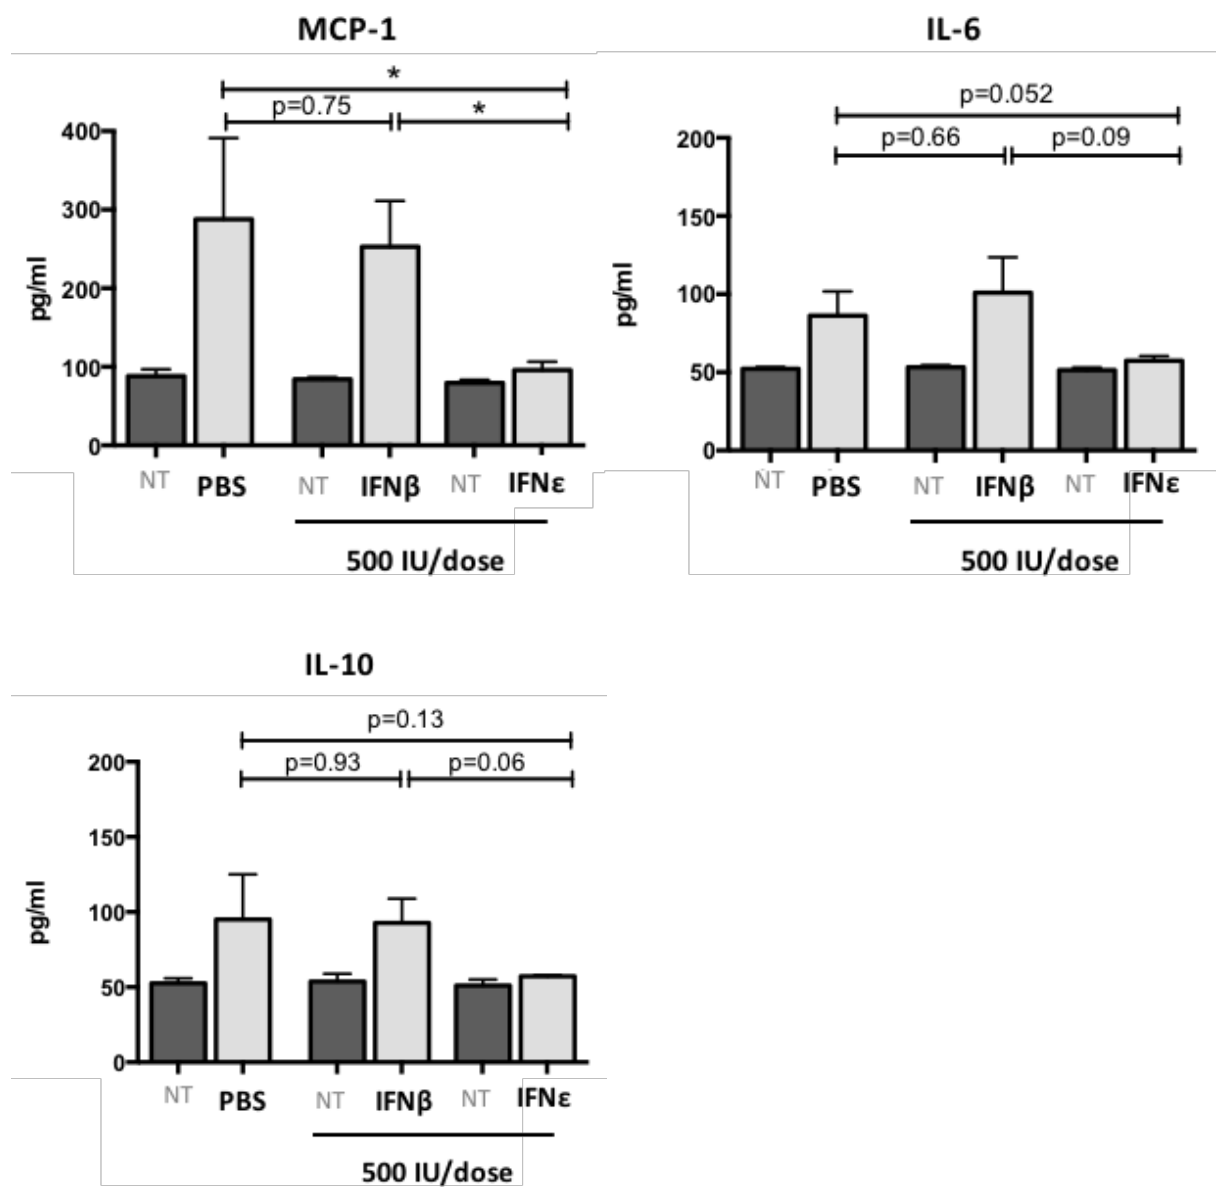 MCP-1
*
p=0.75
*
400
300
200
100
0
pg/ml
NT PBS NT IFNβ NT IFNε
500 IU/dose
IL-6
p=0.052
p=0.66 p=0.09
200
150
100
50
0
pg/ml
NT PBS NT IFNβ NT IFNε
500 IU/dose
IL-10
p=0.13
p=0.93 p=0.06
200
150
100
50
0
pg/ml
NT PBS NT IFNβ NT IFNε
500 IU/dose